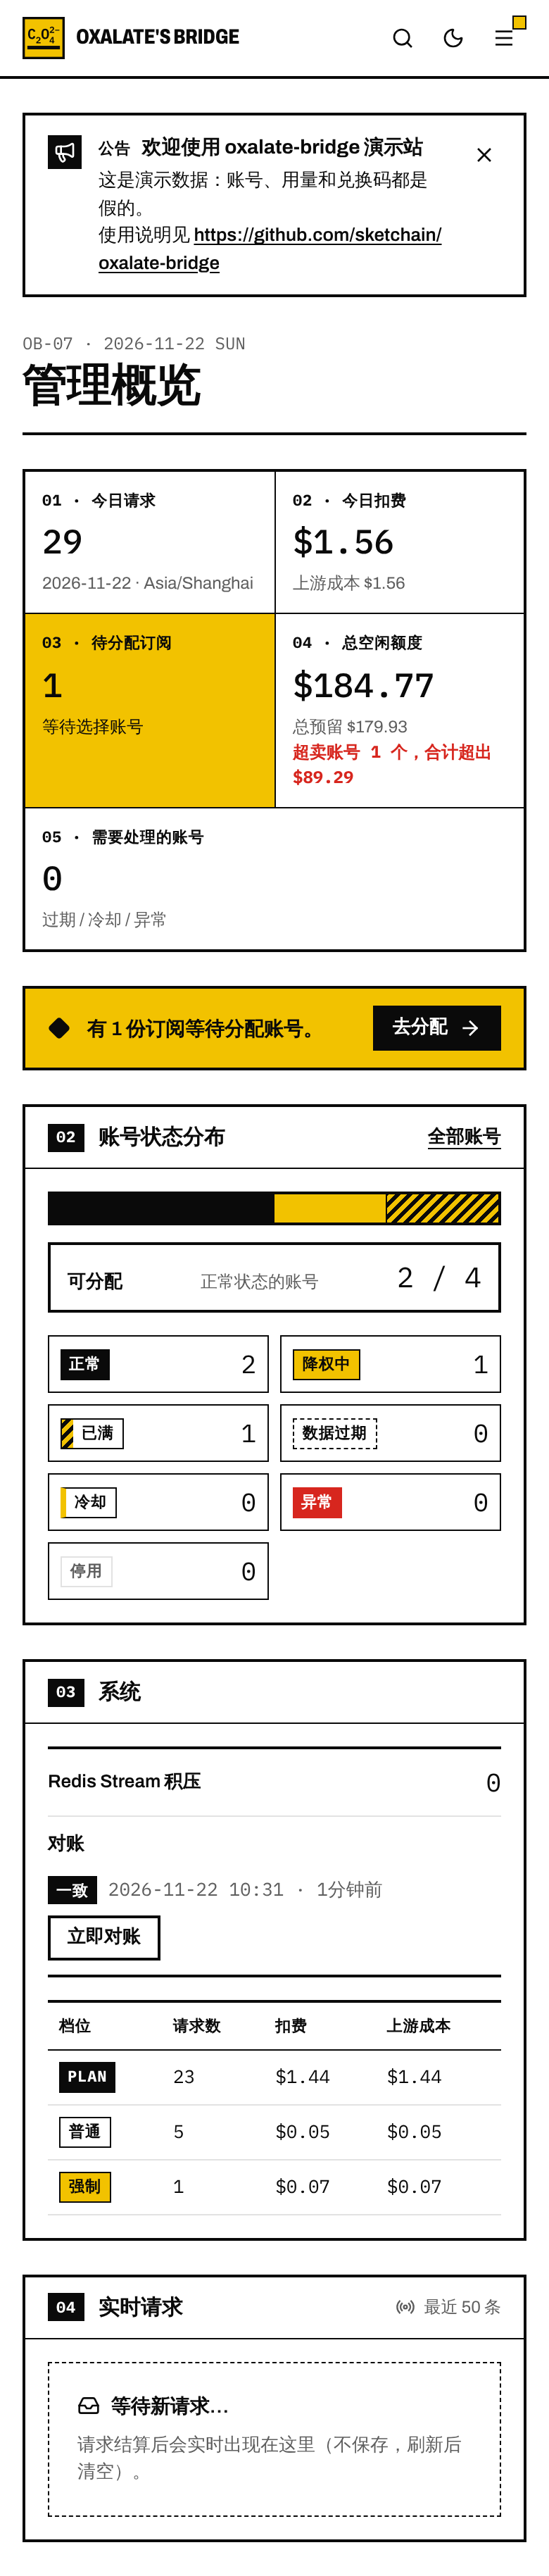 C₂O₄²⁻ OXALATE'S BRIDGE
公告 欢迎使用 oxalate-bridge 演示站
这是演示数据：账号、用量和兑换码都是
假的。
使用说明见 https://github.com/sketchain/
oxalate-bridge
OB-07 · 2026-11-22 SUN
管理概览
01 · 今日请求
29
2026-11-22 · Asia/Shanghai
02 · 今日扣费
$1.56
上游成本 $1.56
03 · 待分配订阅
1
等待选择账号
04 · 总空闲额度
$184.77
总预留 $179.93
超卖账号 1 个，合计超出
$89.29
05 · 需要处理的账号
0
过期 / 冷却 / 异常
有 1 份订阅等待分配账号。 去分配
02 账号状态分布 全部账号
可分配 正常状态的账号 2 / 4
正常 2 降权中 1
已满 1 数据过期 0
冷却 0 异常 0
停用 0
03 系统
Redis Stream 积压 0
对账
一致 2026-11-22 10:31 · 1分钟前
立即对账
档位 请求数 扣费 上游成本
PLAN 23 $1.44 $1.44
普通 5 $0.05 $0.05
强制 1 $0.07 $0.07
04 实时请求 最近 50 条
等待新请求…
请求结算后会实时出现在这里（不保存，刷新后
清空）。